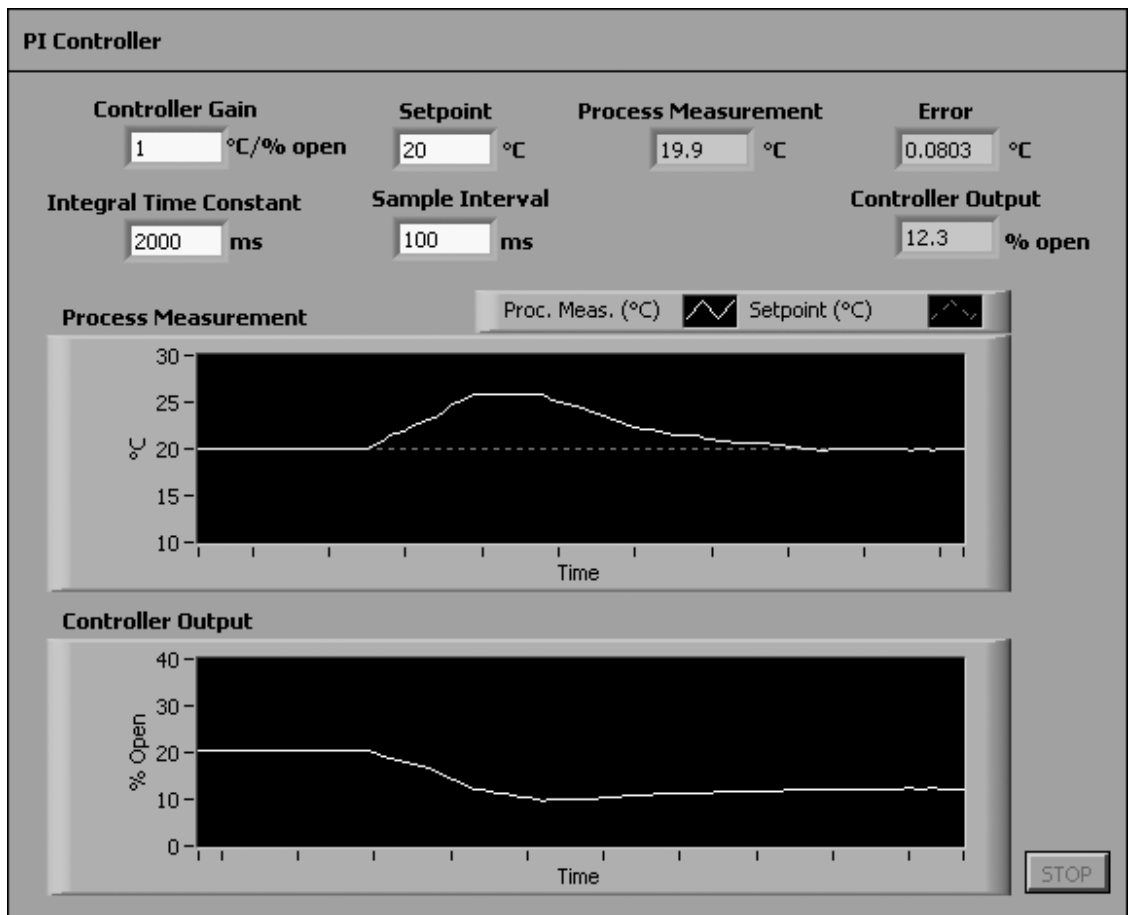 PI Controller
Controller Gain
1 °C/% open
Setpoint
20 °C
Process Measurement
19.9 °C
Error
0.0803 °C
Integral Time Constant
2000 ms
Sample Interval
100 ms
Controller Output
12.3 % open
Process Measurement
Proc. Meas. (°C) Setpoint (°C)
30
25
20
15
10
°C
Time
Controller Output
40
30
20
10
0
% Open
Time
STOP